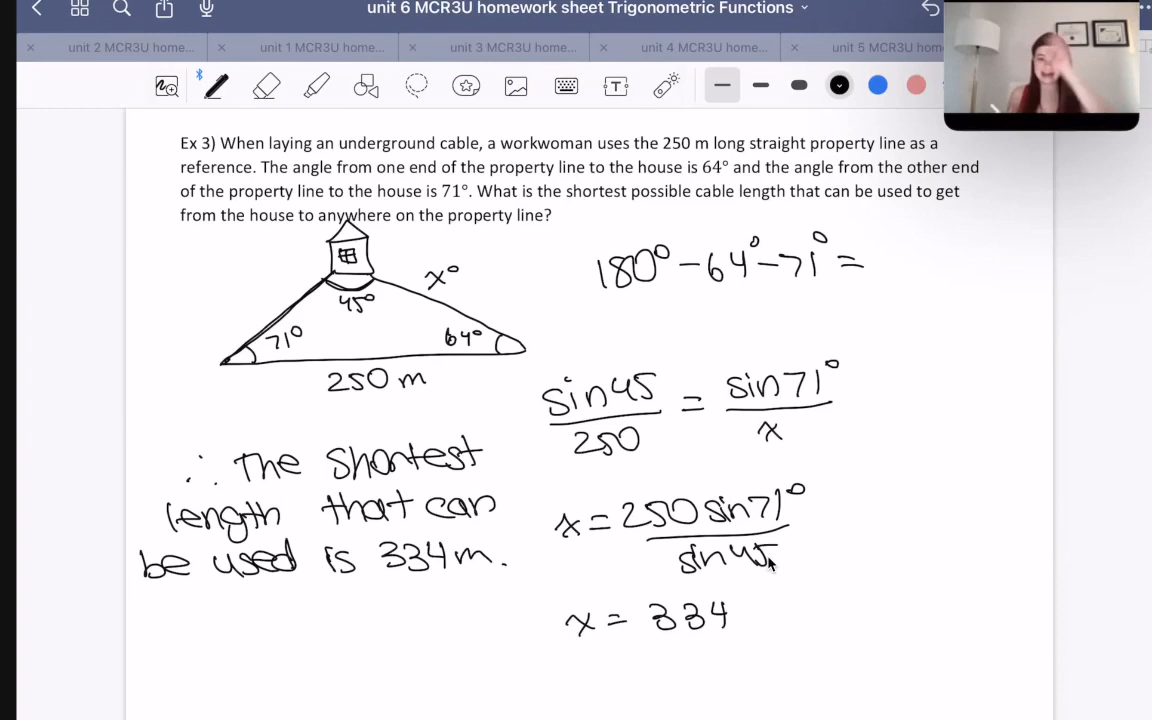 unit 6 MCR3U homework sheet Trigonometric Functions
unit 2 MCR3U home...
unit 1 MCR3U home...
unit 3 MCR3U home...
unit 4 MCR3U home...
unit 5 MCR3U hom
Ex 3) When laying an underground cable, a workwoman uses the 250 m long straight property line as a
reference. The angle from one end of the property line to the house is 64° and the angle from the other end
of the property line to the house is 71°. What is the shortest possible cable length that can be used to get
from the house to anywhere on the property line?
180° - 64° - 71° =
x°
45°
71°
64°
250 m
sin45/250 = sin71°/x
∴ The shortest
length that can
be used is 334m.
x = 250 sin71°/sin45
x = 334